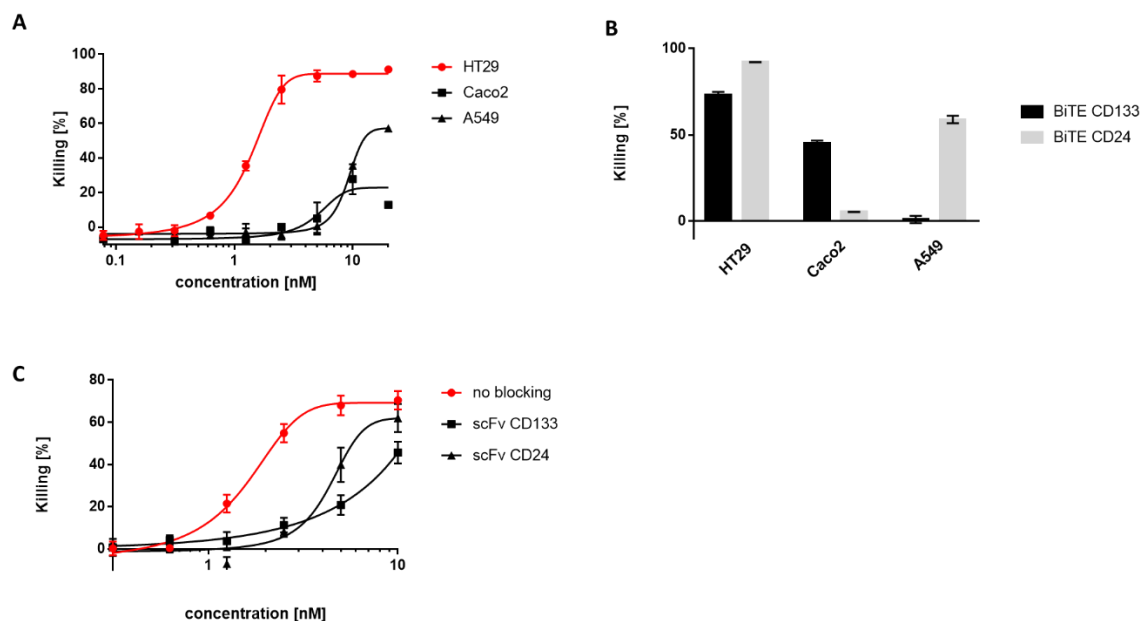 A
Killing [%]
100
80
60
40
20
0
0.1
1
10
concentration [nM]
HT29
Caco2
A549
B
Killing [%]
100
50
0
HT29
Caco2
A549
BiTE CD133
BiTE CD24
C
Killing [%]
80
60
40
20
0
1
10
concentration [nM]
no blocking
scFv CD133
scFv CD24